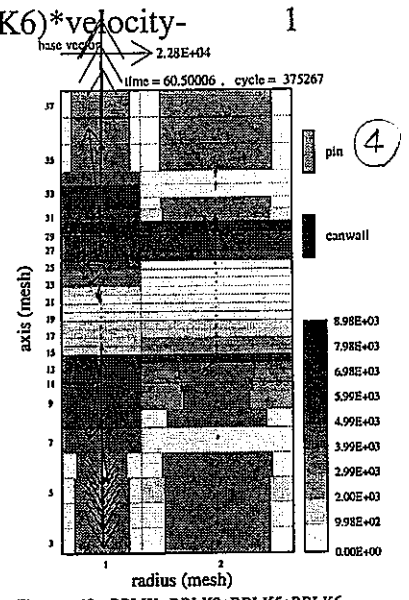 K6)*velocity- 1
base vector 2.28E+04
time = 60.50006 , cycle = 375267
pin 4
canwall
axis (mesh)
37
35
33
31
29
27
25
23
21
19
17
15
13
11
9
7
5
3
8.98E+03
7.98E+03
6.98E+03
5.99E+03
4.99E+03
3.99E+03
2.99E+03
2.00E+03
9.98E+02
0.00E+00
1 2
radius (mesh)